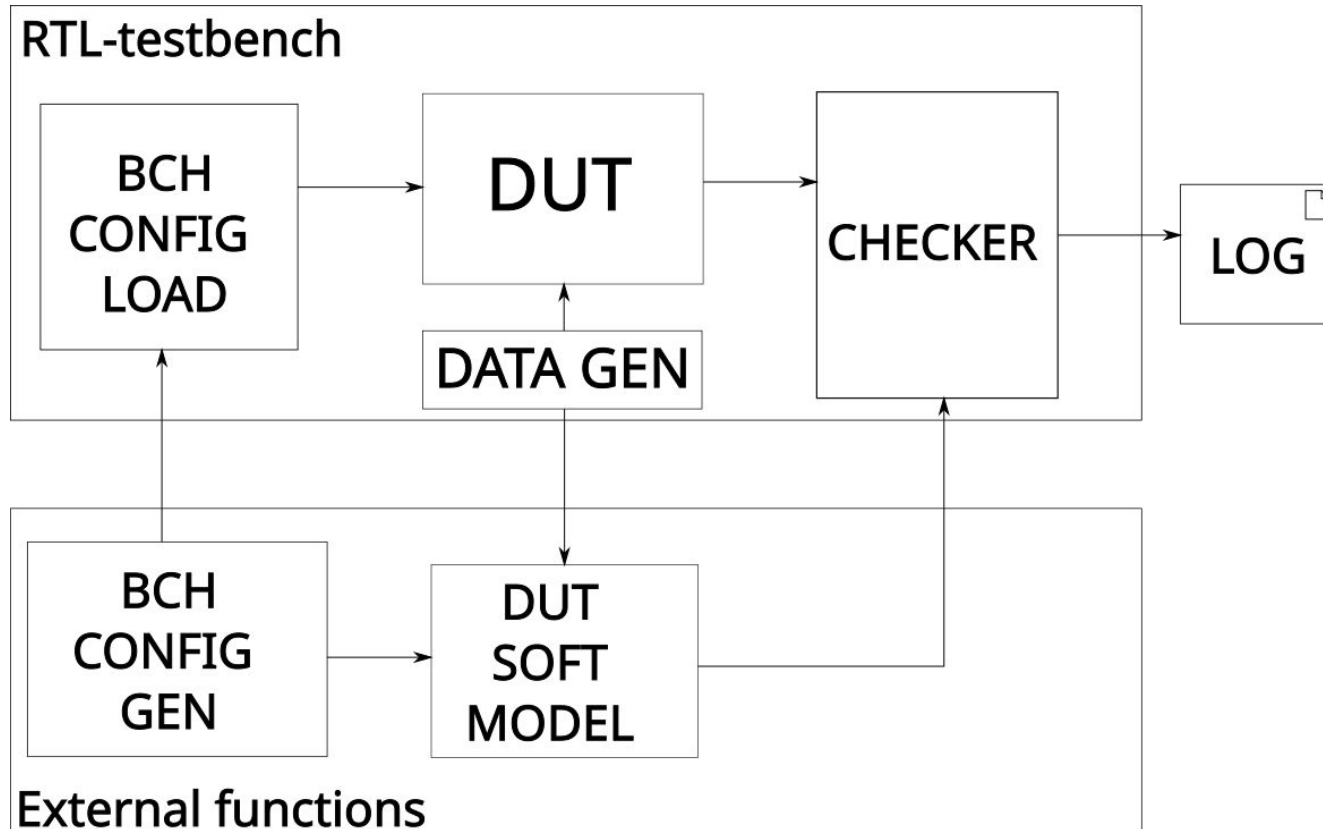 RTL-testbench
BCH
CONFIG
LOAD
DUT
DATA GEN
CHECKER
LOG
BCH
CONFIG
GEN
DUT
SOFT
MODEL
External functions